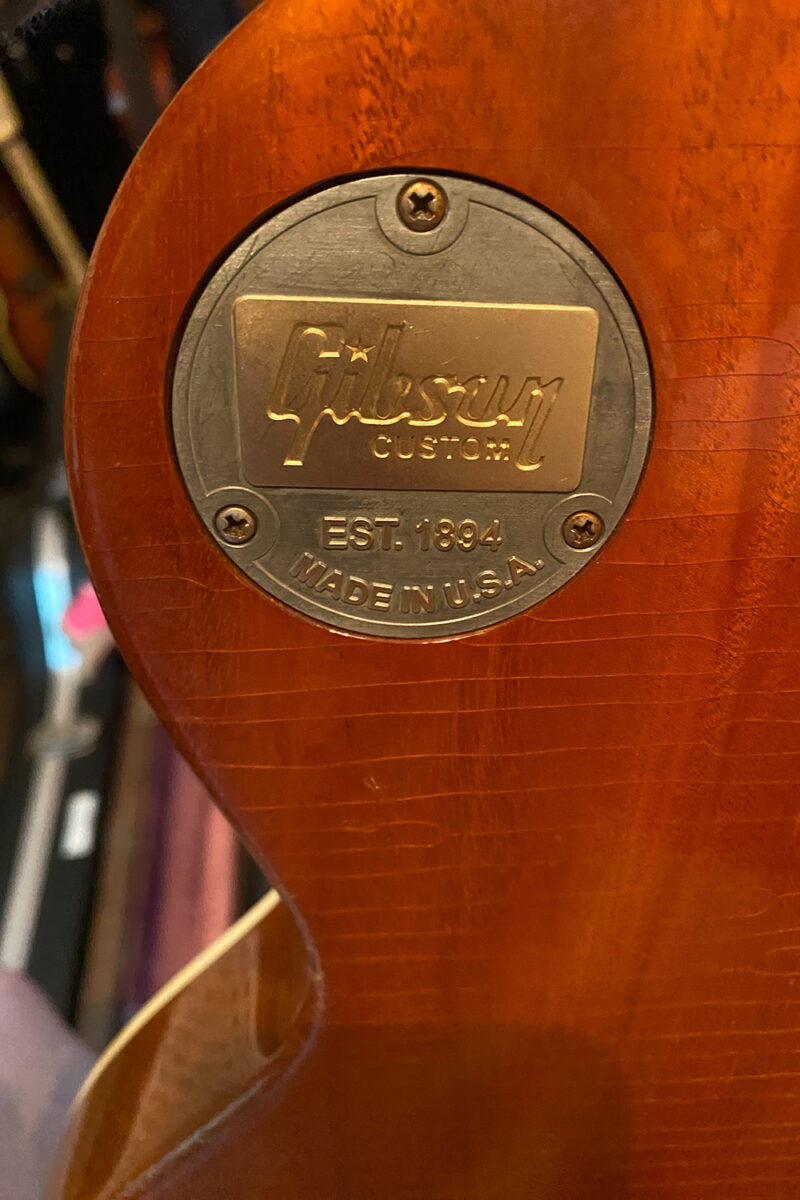 Gibson
CUSTOM
EST. 1894
MADE IN U.S.A.